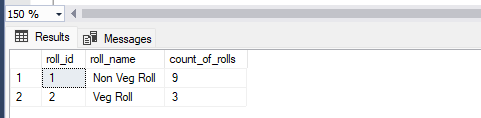 150 %
Results Messages
roll_id roll_name count_of_rolls
1 1 Non Veg Roll 9
2 2 Veg Roll 3